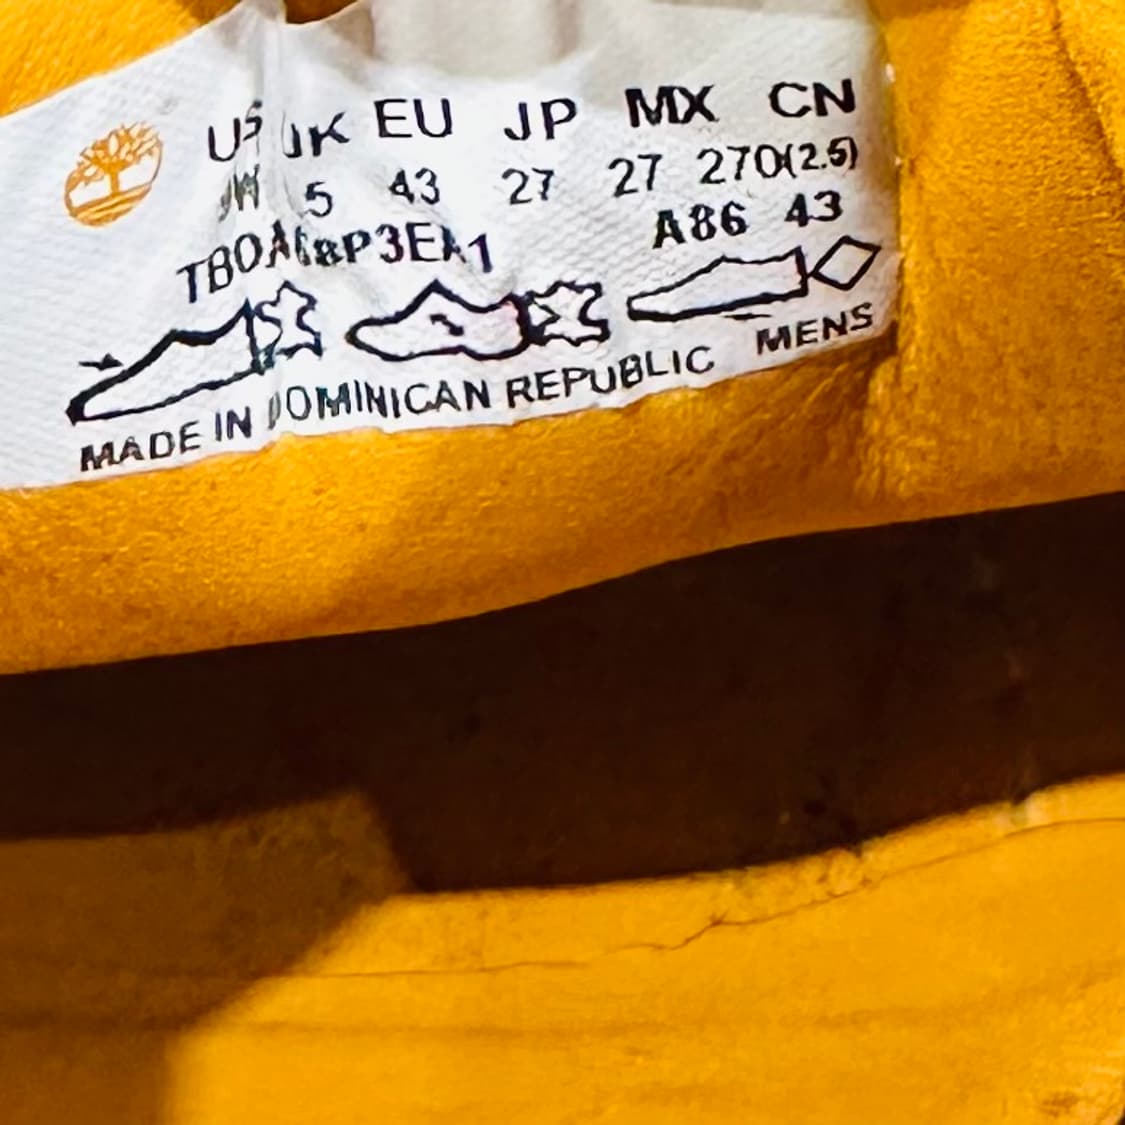 US UK EU JP MX CN
5 43 27 27 270(2.5)
A86 43
MADE IN DOMINICAN REPUBLIC MENS